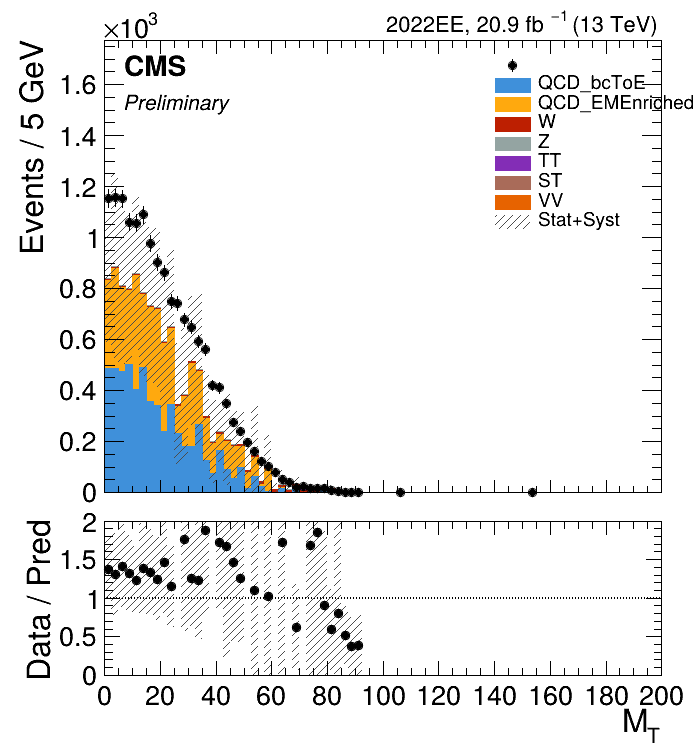 ×10³
2022EE, 20.9 fb⁻¹ (13 TeV)
CMS
Preliminary
QCD_bcToE
QCD_EMEnriched
W
Z
TT
ST
VV
Stat+Syst
Events / 5 GeV
1.6
1.4
1.2
1
0.8
0.6
0.4
0.2
0
Data / Pred
2
1.5
1
0.5
0
0 20 40 60 80 100 120 140 160 180 200
M_T